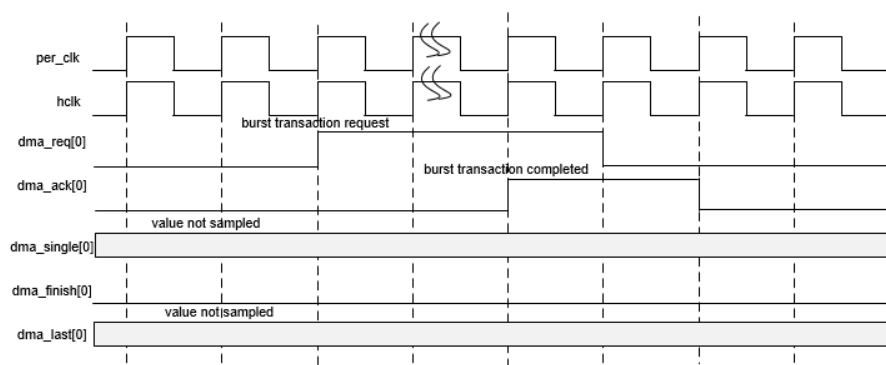 per_clk
hclk
burst transaction request
dma_req[0]
burst transaction completed
dma_ack[0]
value not sampled
dma_single[0]
dma_finish[0]
value not sampled
dma_last[0]